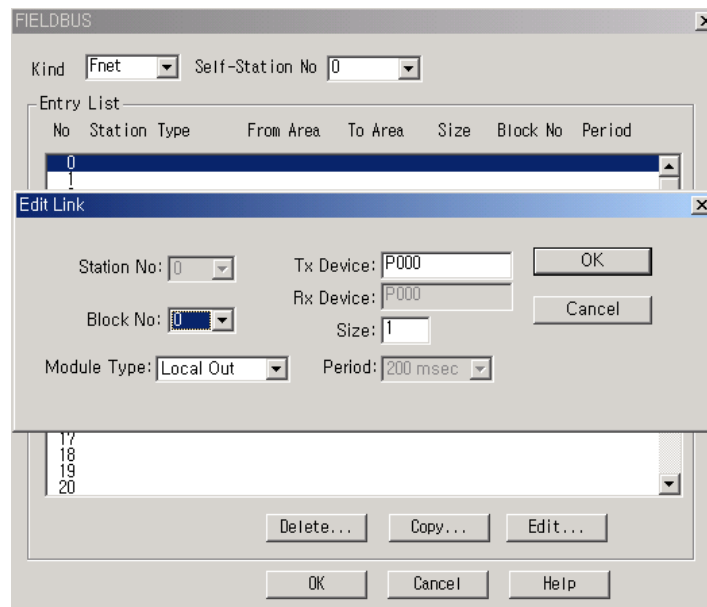 FIELDBUS
Kind Fnet Self-Station No 0
Entry List
No Station Type From Area To Area Size Block No Period
0
1
Edit Link
Station No: 0 Tx Device: P000 OK
Rx Device: P000
Block No: 0 Cancel
Size: 1
Module Type: Local Out Period: 200 msec
17
18
19
20
Delete... Copy... Edit...
OK Cancel Help